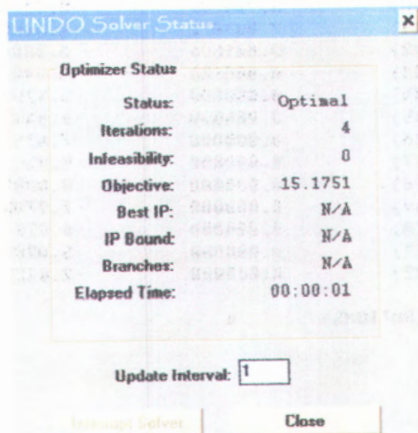 LINDO Solver Status
Optimizer Status
Status: Optimal
Iterations: 4
Infeasibility: 0
Objective: 15.1751
Best IP: N/A
IP Bound: N/A
Branches: N/A
Elapsed Time: 00:00:01
Update Interval: 1
Interrupt Solver Close